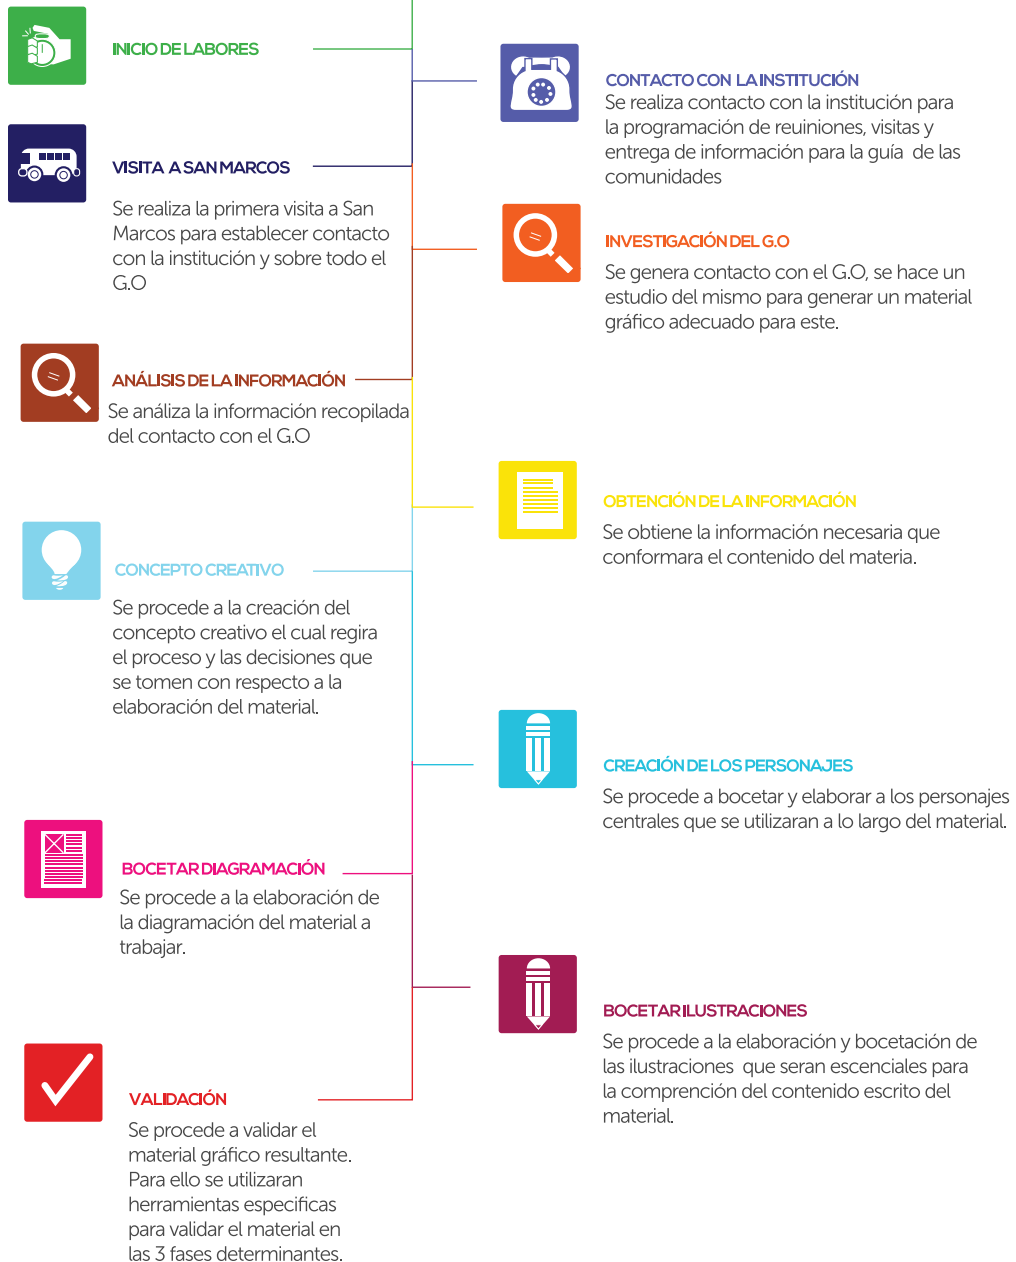 INICIO DE LABORES
CONTACTO CON LA INSTITUCIÓN
Se realiza contacto con la institución para
la programación de reuiniones, visitas y
entrega de información para la guía de las
comunidades
VISITA A SAN MARCOS
Se realiza la primera visita a San
Marcos para establecer contacto
con la institución y sobre todo el
G.O
INVESTIGACIÓN DEL G.O
Se genera contacto con el G.O, se hace un
estudio del mismo para generar un material
gráfico adecuado para este.
ANÁLISIS DE LA INFORMACIÓN
Se análiza la información recopilada
del contacto con el G.O
OBTENCIÓN DE LA INFORMACIÓN
Se obtiene la información necesaria que
conformara el contenido del materia.
CONCEPTO CREATIVO
Se procede a la creación del
concepto creativo el cual regira
el proceso y las decisiones que
se tomen con respecto a la
elaboración del material.
CREACIÓN DE LOS PERSONAJES
Se procede a bocetar y elaborar a los personajes
centrales que se utilizaran a lo largo del material.
BOCETAR DIAGRAMACIÓN
Se procede a la elaboración de
la diagramación del material a
trabajar.
BOCETAR ILUSTRACIONES
Se procede a la elaboración y bocetación de
las ilustraciones que seran escenciales para
la comprención del contenido escrito del
material.
VALIDACIÓN
Se procede a validar el
material gráfico resultante.
Para ello se utilizaran
herramientas especificas
para validar el material en
las 3 fases determinantes.